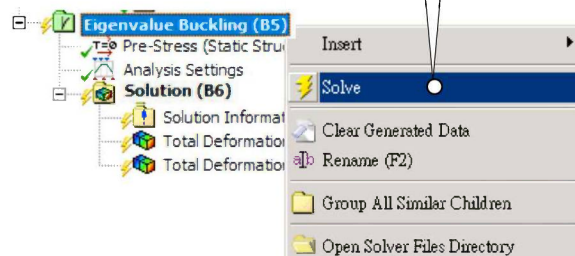 Eigenvalue Buckling (B5)
Pre-Stress (Static Stru
Analysis Settings
Solution (B6)
Solution Informat
Total Deformation
Total Deformation
Insert
Solve
Clear Generated Data
Rename (F2)
Group All Similar Children
Open Solver Files Directory